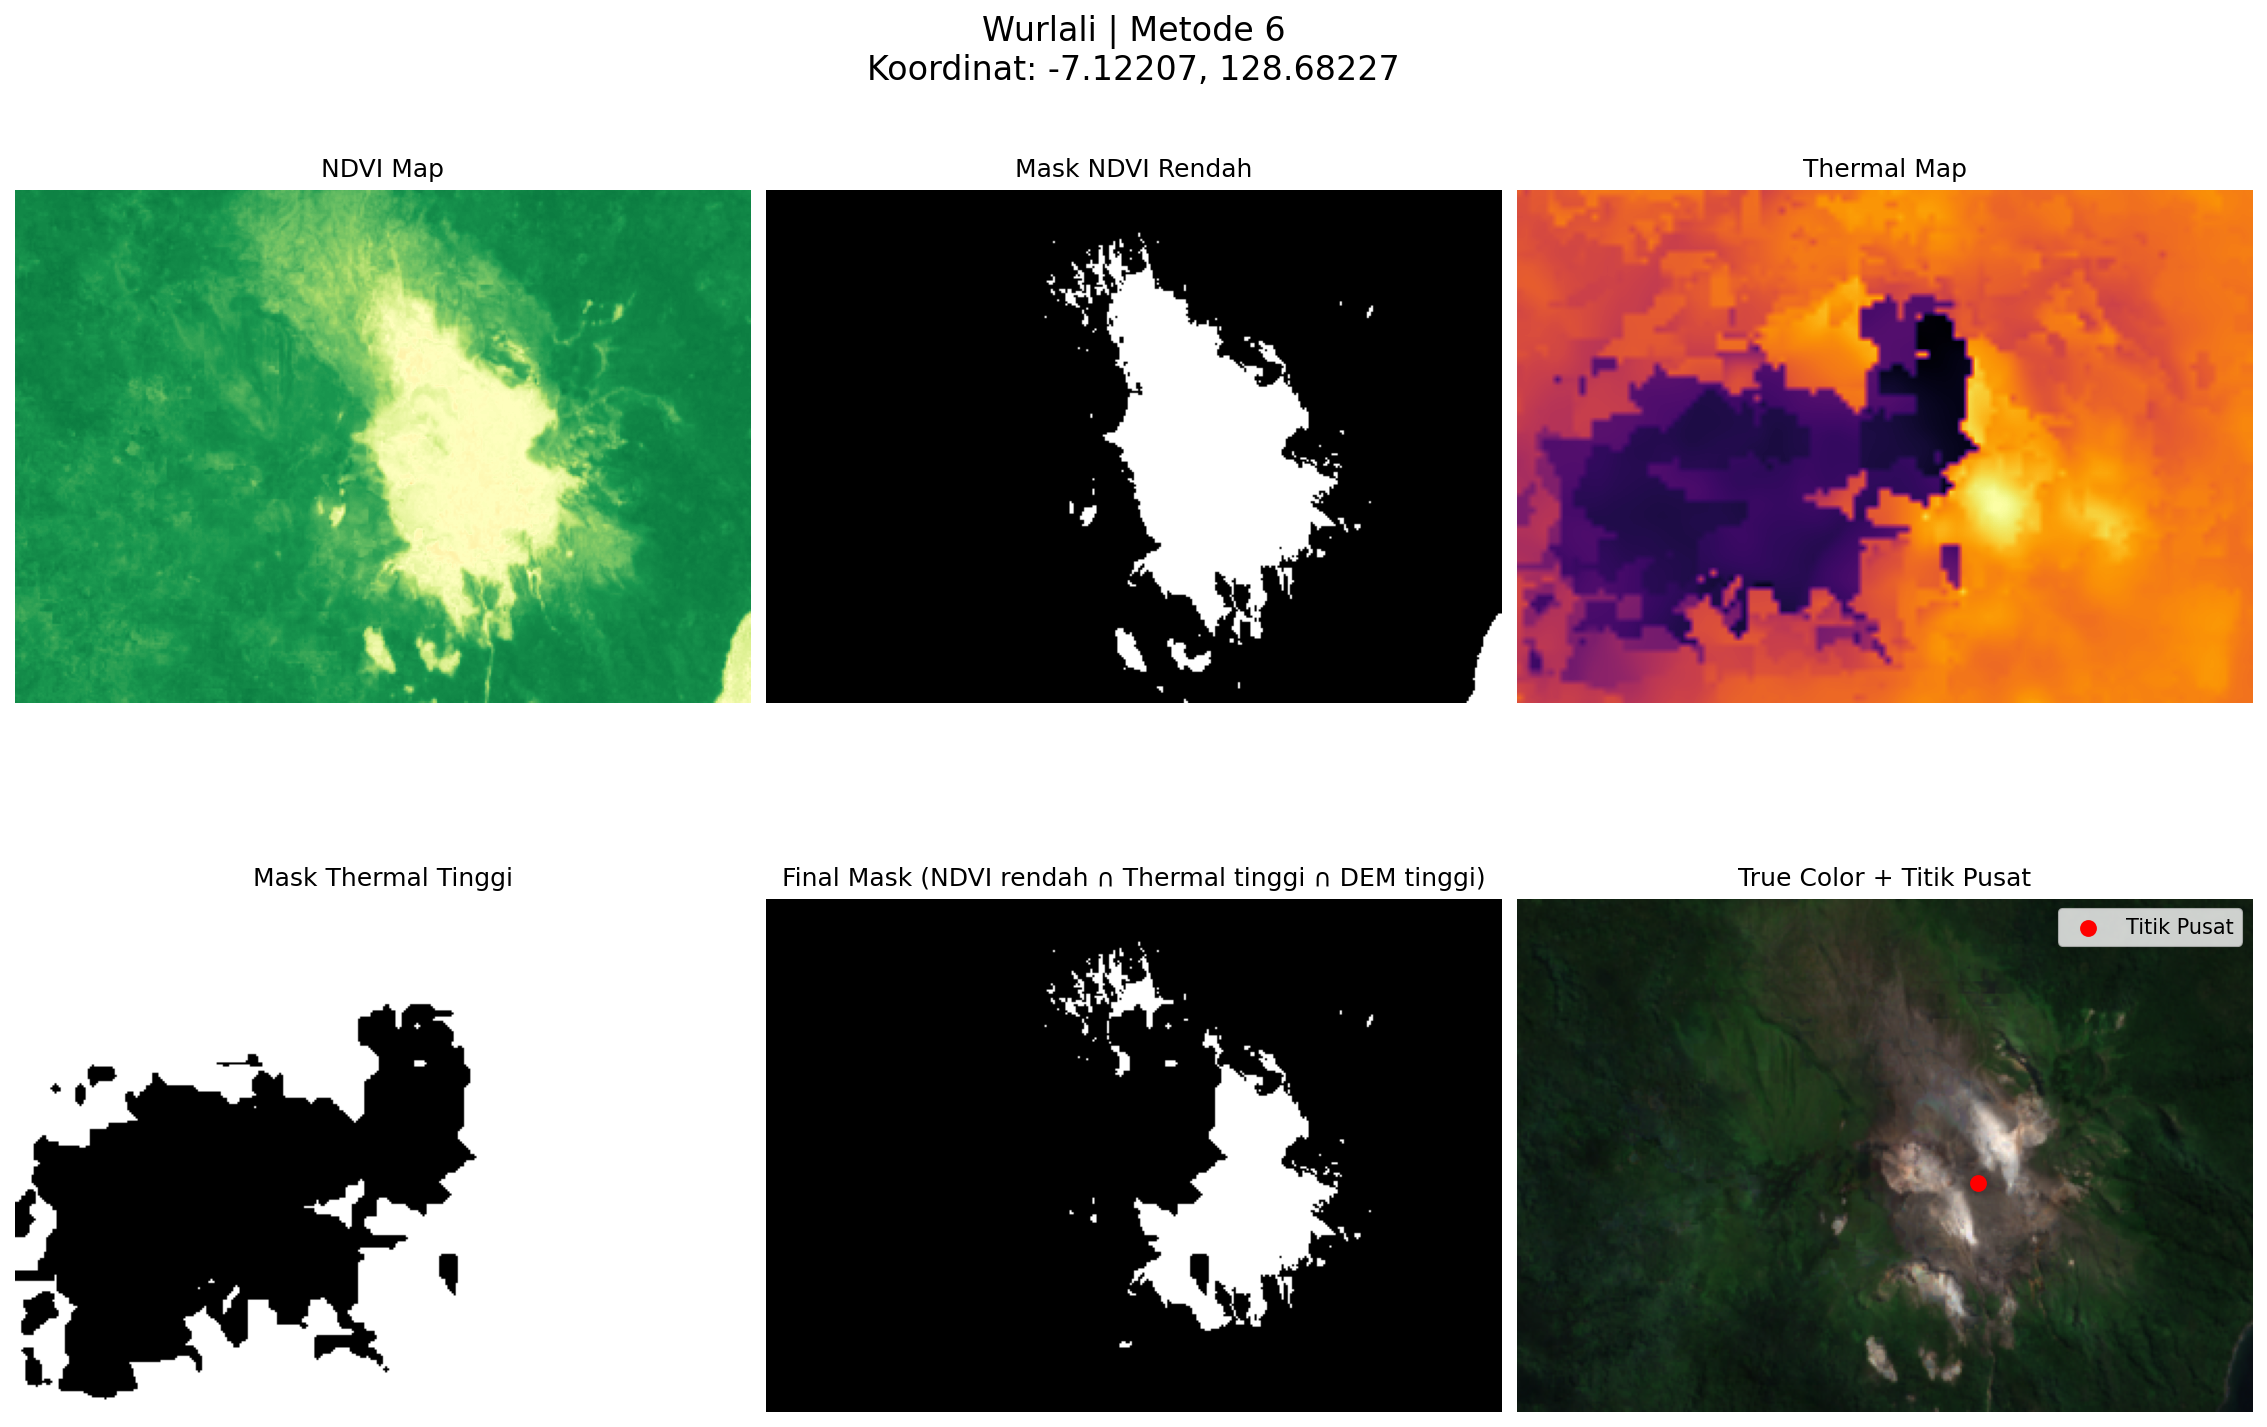 Wurlali | Metode 6
Koordinat: -7.12207, 128.68227
NDVI Map
Mask NDVI Rendah
Thermal Map
Mask Thermal Tinggi
Final Mask (NDVI rendah ∩ Thermal tinggi ∩ DEM tinggi)
True Color + Titik Pusat
Titik Pusat